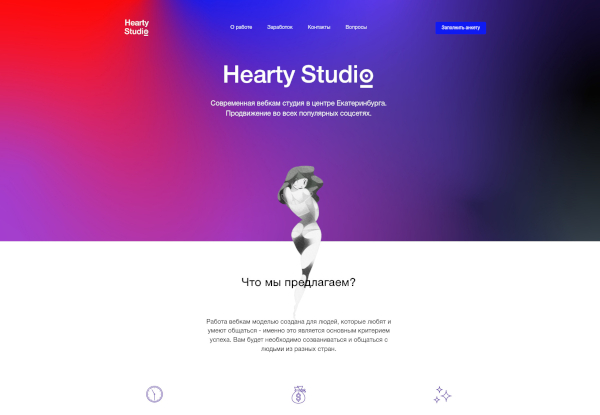 Hearty
Studio
О работе
Заработок
Контакты
Вопросы
Заполнить анкету
Hearty Studio
Современная вебкам студия в центре Екатеринбурга.
Продвижение во всех популярных соцсетях.
Что мы предлагаем?
Работа вебкам моделью создана для людей, которые любят и
умеют общаться - именно это является основным критерием
успеха. Вам будет необходимо созваниваться и общаться с
людьми из разных стран.